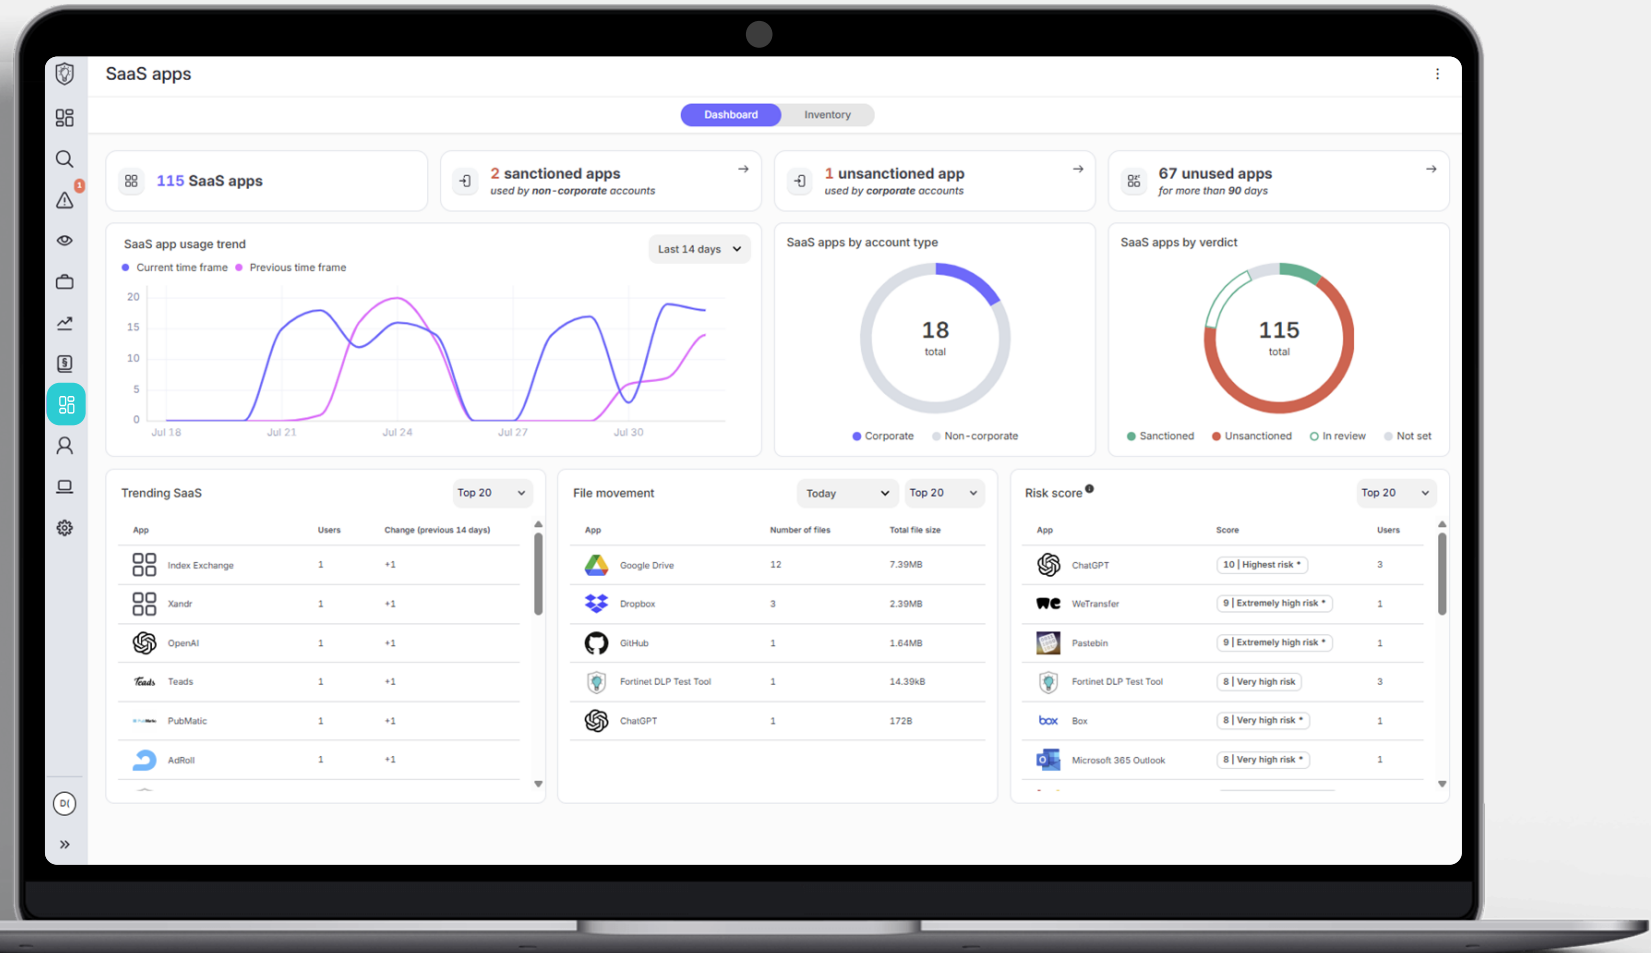 SaaS apps
Dashboard
Inventory
115 SaaS apps
2 sanctioned apps
used by non-corporate accounts
1 unsanctioned app
used by corporate accounts
67 unused apps
for more than 90 days
1
SaaS app usage trend
Last 14 days
Current time frame
Previous time frame
20
15
10
5
0
Jul 18
Jul 21
Jul 24
Jul 27
Jul 30
SaaS apps by account type
18
total
Corporate
Non-corporate
SaaS apps by verdict
115
total
Sanctioned
Unsanctioned
In review
Not set
Trending SaaS
Top 20
App Users Change (previous 14 days)
Index Exchange 1 +1
Xandr 1 +1
OpenAI 1 +1
Teads Teads 1 +1
PubMatic 1 +1
AdRoll 1 +1
File movement
Today
Top 20
App Number of files Total file size
Google Drive 12 7.39MB
Dropbox 3 2.39MB
GitHub 1 1.64MB
Fortinet DLP Test Tool 1 14.39kB
ChatGPT 1 172B
Risk score
Top 20
App Score Users
ChatGPT 10 | Highest risk * 3
we WeTransfer 9 | Extremely high risk * 1
Pastebin 9 | Extremely high risk * 1
Fortinet DLP Test Tool 8 | Very high risk 3
box Box 8 | Very high risk * 1
Microsoft 365 Outlook 8 | Very high risk * 1
D(